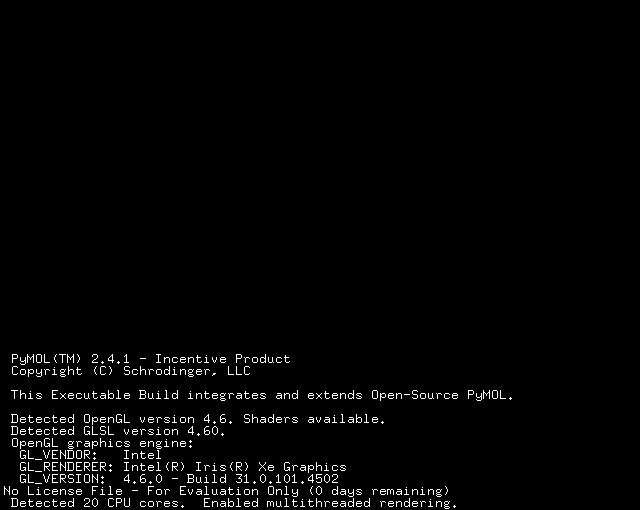 PyMOL(TM) 2.4.1 - Incentive Product
Copyright (C) Schrodinger, LLC
This Executable Build integrates and extends Open-Source PyMOL.
Detected OpenGL version 4.6. Shaders available.
Detected GLSL version 4.60.
OpenGL graphics engine:
GL_VENDOR: Intel
GL_RENDERER: Intel(R) Iris(R) Xe Graphics
GL_VERSION: 4.6.0 - Build 31.0.101.4502
No License File - For Evaluation Only (0 days remaining)
Detected 20 CPU cores. Enabled multithreaded rendering.